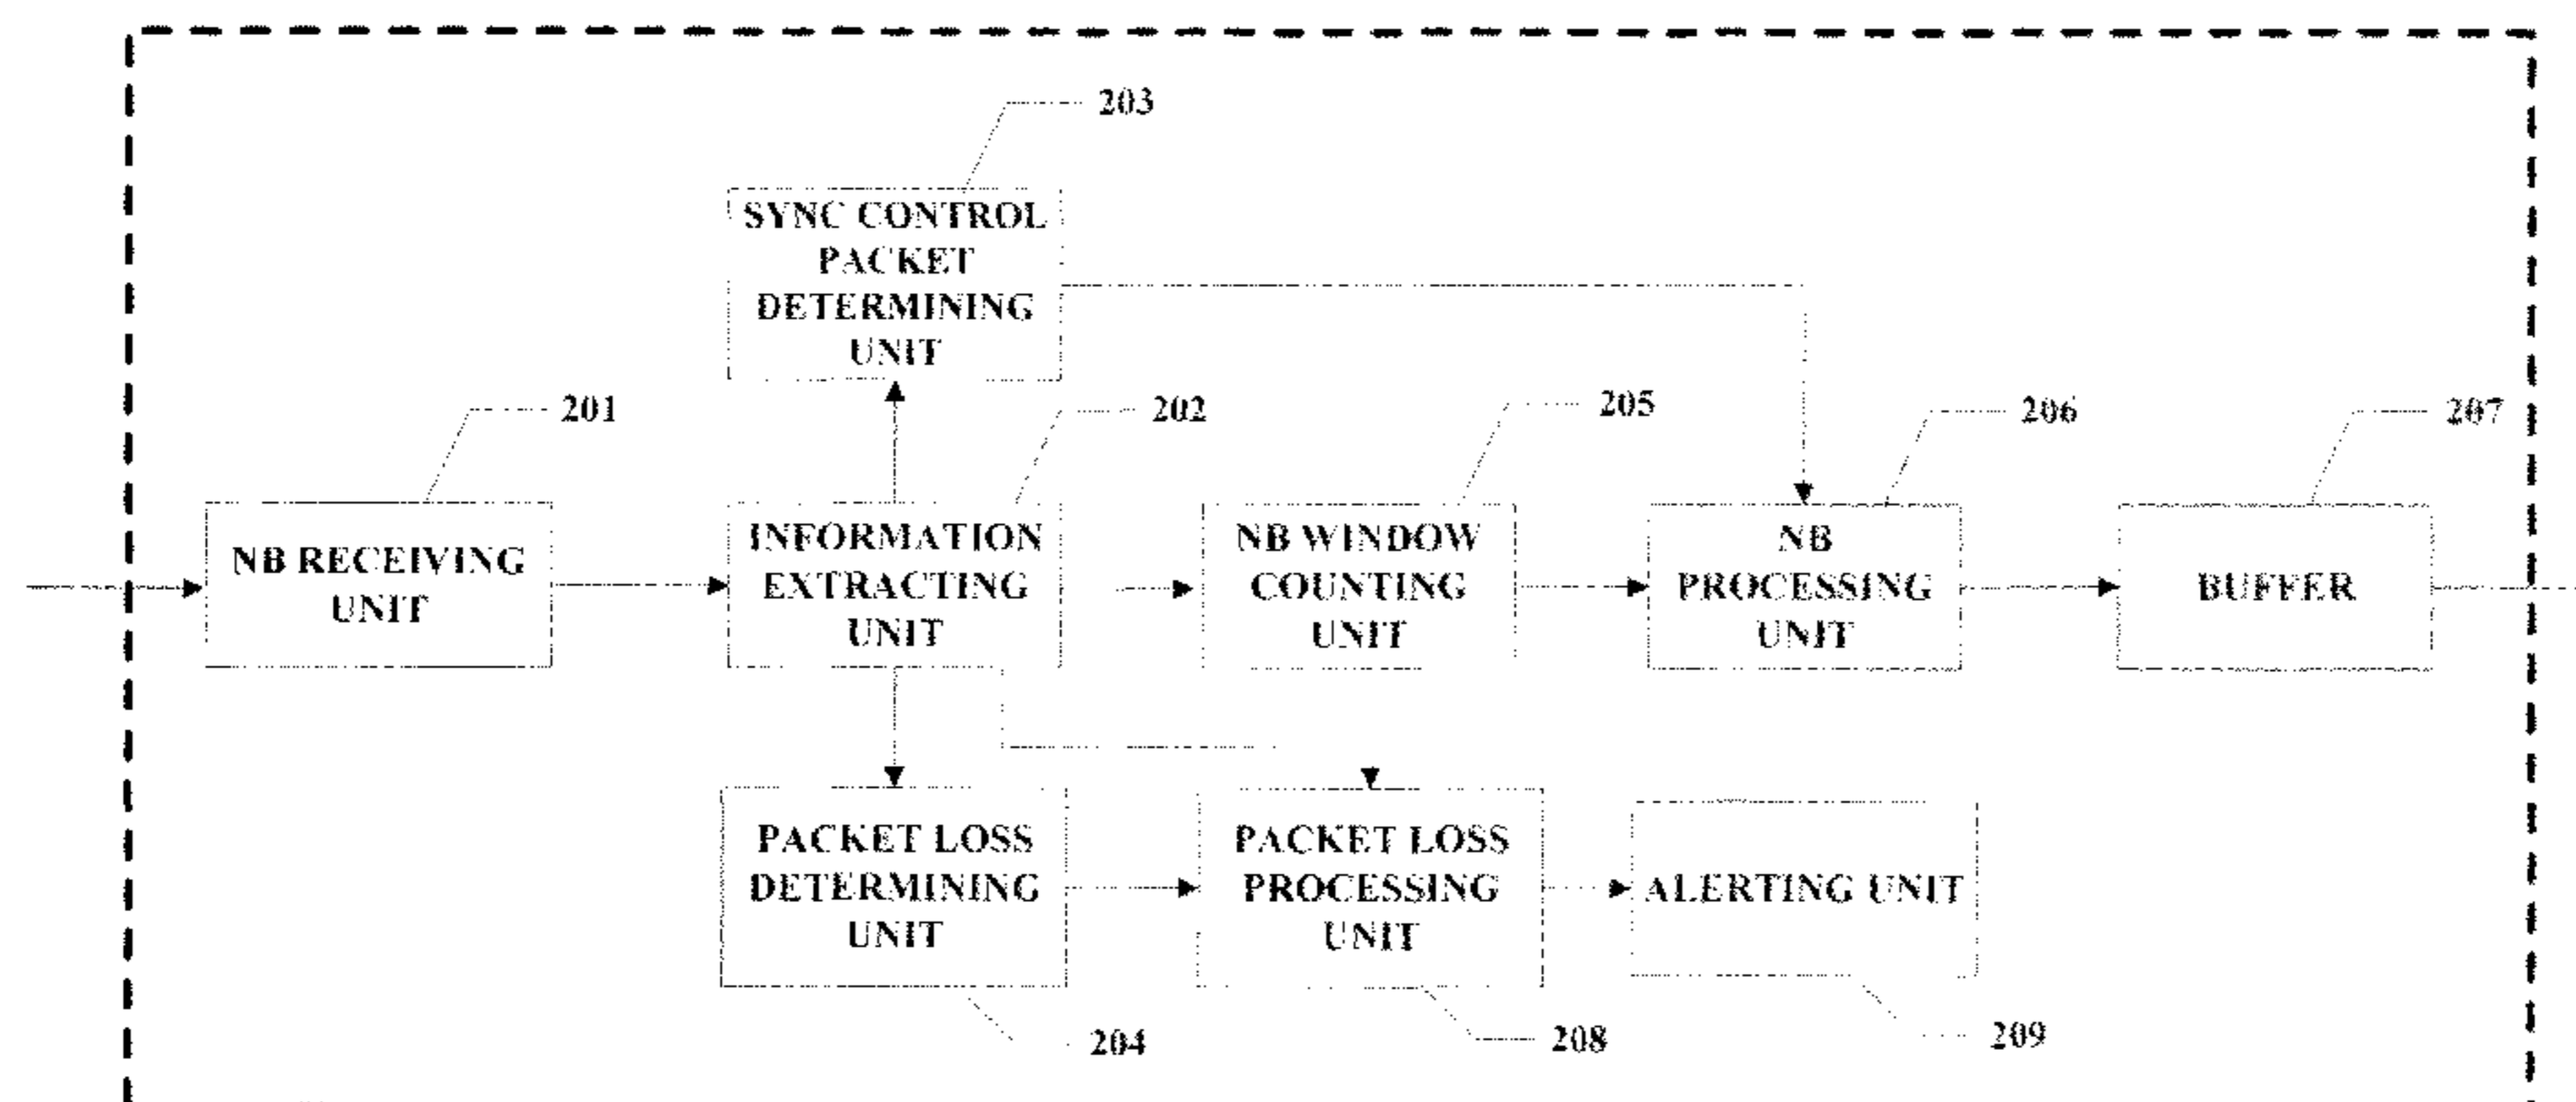 203
SYNC CONTROL
PACKET
DETERMINING
UNIT
201
202
205
206
207
NB RECEIVING
UNIT
INFORMATION
EXTRACTING
UNIT
NB WINDOW
COUNTING
UNIT
NB
PROCESSING
UNIT
BUFFER
PACKET LOSS
DETERMINING
UNIT
PACKET LOSS
PROCESSING
UNIT
ALERTING UNIT
204
208
209